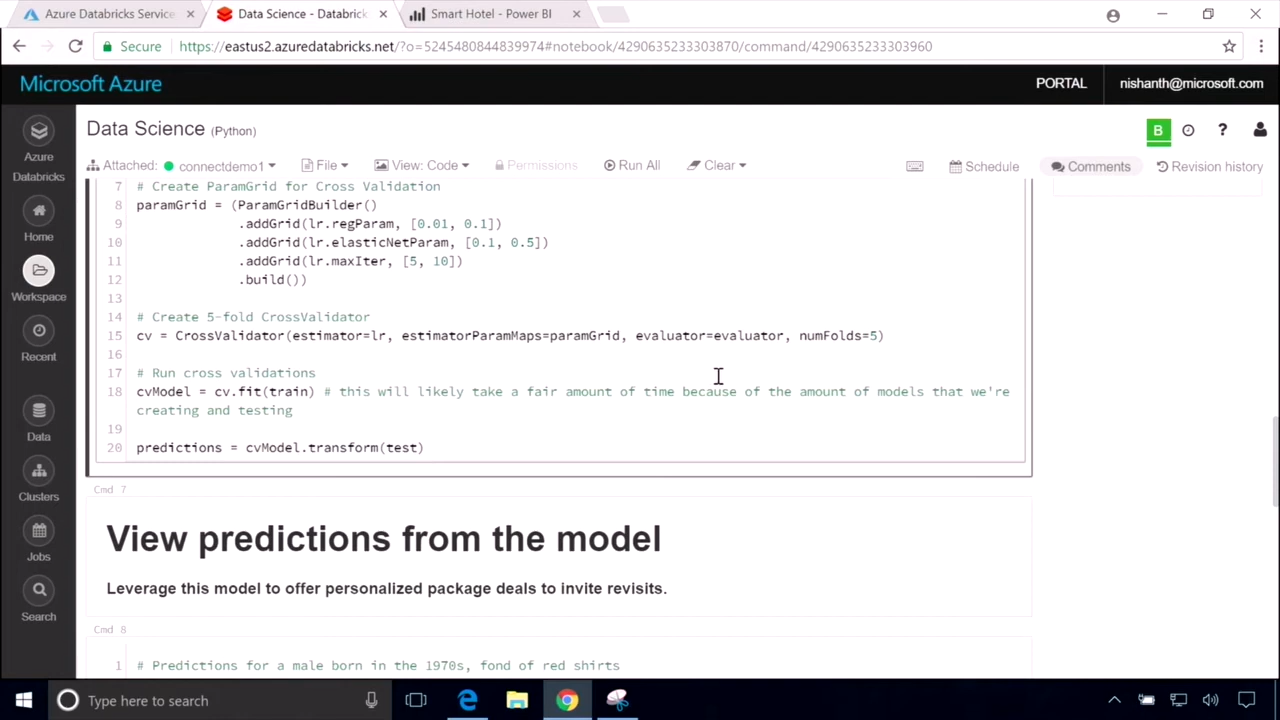 Azure Databricks Service
Data Science - Databrick
Smart Hotel - Power BI
Secure
https://eastus2.azuredatabricks.net/?o=5245480844839974#notebook/4290635233303870/command/4290635233303960
Microsoft Azure
PORTAL
nishanth@microsoft.com
Azure Databricks
Home
Workspace
Recent
Data
Clusters
Jobs
Search
Data Science (Python)
B
?
Attached: connectdemo1
File
View: Code
Permissions
Run All
Clear
Schedule
Comments
Revision history
7 # Create ParamGrid for Cross Validation
8 paramGrid = (ParamGridBuilder()
9 .addGrid(lr.regParam, [0.01, 0.1])
10 .addGrid(lr.elasticNetParam, [0.1, 0.5])
11 .addGrid(lr.maxIter, [5, 10])
12 .build())
13
14 # Create 5-fold CrossValidator
15 cv = CrossValidator(estimator=lr, estimatorParamMaps=paramGrid, evaluator=evaluator, numFolds=5)
16
17 # Run cross validations
18 cvModel = cv.fit(train) # this will likely take a fair amount of time because of the amount of models that we're
creating and testing
19
20 predictions = cvModel.transform(test)
Cmd 7
View predictions from the model
Leverage this model to offer personalized package deals to invite revisits.
Cmd 8
1 # Predictions for a male born in the 1970s, fond of red shirts
Type here to search